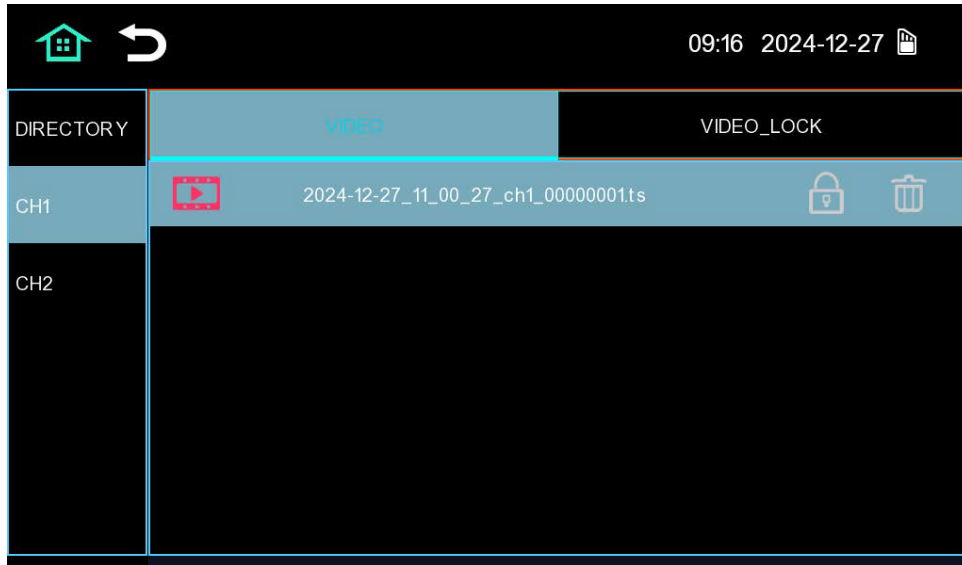 09:16 2024-12-27
DIRECTORY
VIDEO
VIDEO_LOCK
CH1
2024-12-27_11_00_27_ch1_00000001.ts
CH2